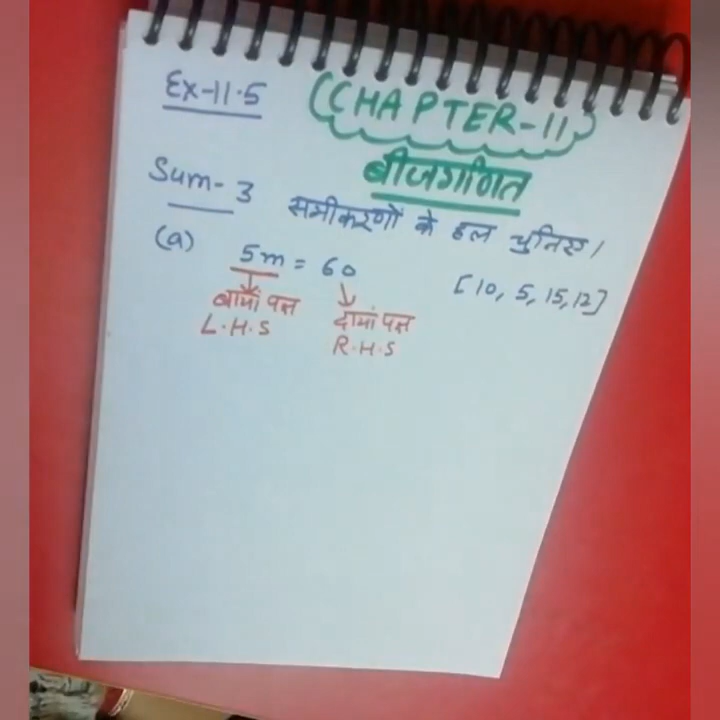 Ex-11.5
CHAPTER-11
बीजगणित
Sum-3 समीकरणों के हल चुनिए।
(a) 5m = 60 [10, 5, 15, 12]
बायाँ पक्ष दायां पक्ष
L.H.S R.H.S